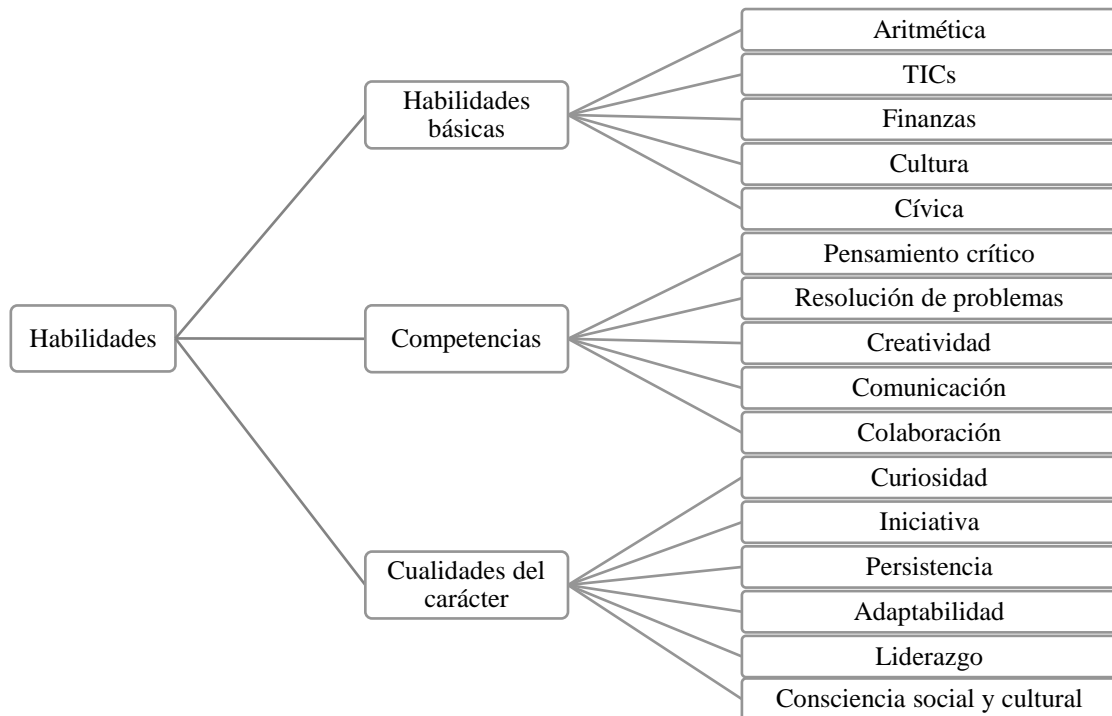 Habilidades
Habilidades
básicas
Aritmética
TICs
Finanzas
Cultura
Cívica
Competencias
Pensamiento crítico
Resolución de problemas
Creatividad
Comunicación
Colaboración
Cualidades del
carácter
Curiosidad
Iniciativa
Persistencia
Adaptabilidad
Liderazgo
Consciencia social y cultural